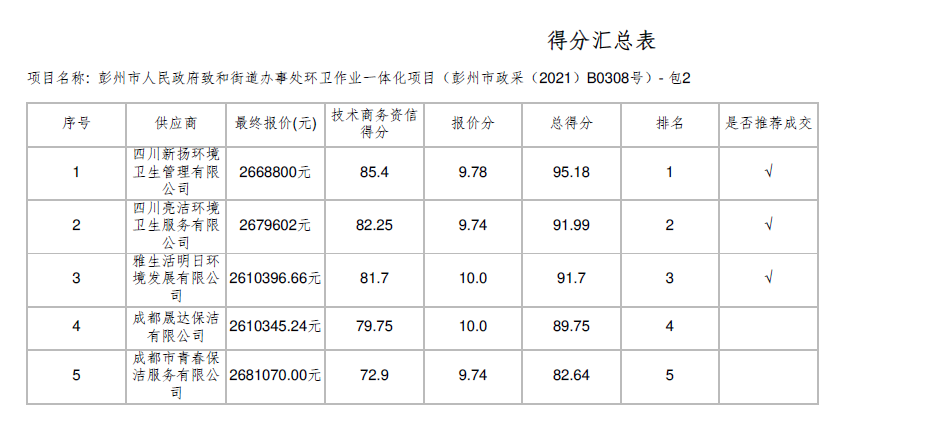 得分汇总表
项目名称: 彭州市人民政府致和街道办事处环卫作业一体化项目（彭州市政采（2021）B0308号）- 包2
序号 供应商 最终报价(元) 技术商务资信得分 报价分 总得分 排名 是否推荐成交
1 四川新扬环境卫生管理有限公司 2668800元 85.4 9.78 95.18 1 √
2 四川亮洁环境卫生服务有限公司 2679602元 82.25 9.74 91.99 2 √
3 雅生活明日环境发展有限公司 2610396.66元 81.7 10.0 91.7 3 √
4 成都晟达保洁有限公司 2610345.24元 79.75 10.0 89.75 4
5 成都市青春保洁服务有限公司 2681070.00元 72.9 9.74 82.64 5